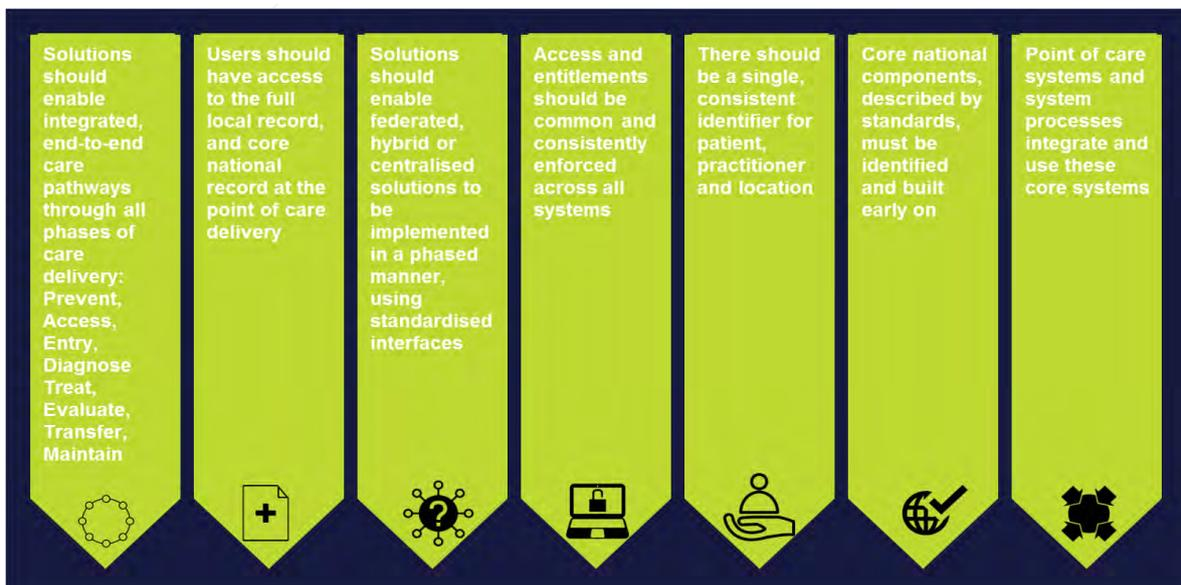 Solutions
should
enable
integrated,
end-to-end
care
pathways
through all
phases of
care
delivery:
Prevent,
Access,
Entry,
Diagnose
Treat,
Evaluate,
Transfer,
Maintain
Users should
have access
to the full
local record,
and core
national
record at the
point of care
delivery
Solutions
should
enable
federated,
hybrid or
centralised
solutions to
be
implemented
in a phased
manner,
using
standardised
interfaces
Access and
entitlements
should be
common and
consistently
enforced
across all
systems
There should
be a single,
consistent
identifier for
patient,
practitioner
and location
Core national
components,
described by
standards,
must be
identified
and built
early on
Point of care
systems and
system
processes
integrate and
use these
core systems
?